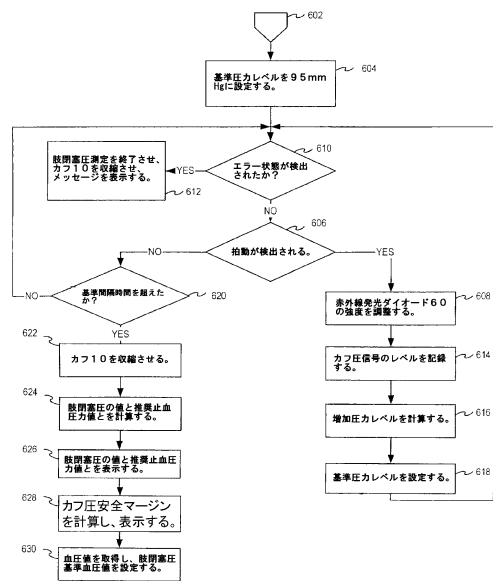 602
604
基準圧力レベルを95mm
Hgに設定する。
610
エラー状態が検出
されたか?
YES
肢閉塞圧測定を終了させ、
カフ10を収縮させ、
メッセージを表示する。
612
NO
606
拍動が検出される。
NO
YES
620
基準間隔時間を超えた
か?
NO
YES
608
赤外線発光ダイオード60
の強度を調整する。
614
カフ圧信号のレベルを記録
する。
616
増加圧力レベルを計算する。
618
基準圧力レベルを設定する。
622
カフ10を収縮させる。
624
肢閉塞圧の値と推奨止血
圧力値とを計算する。
626
肢閉塞圧の値と推奨止血圧
力値とを表示する。
628
カフ圧安全マージン
を計算し、表示する。
630
血圧値を取得し、肢閉塞圧
基準血圧値を設定する。